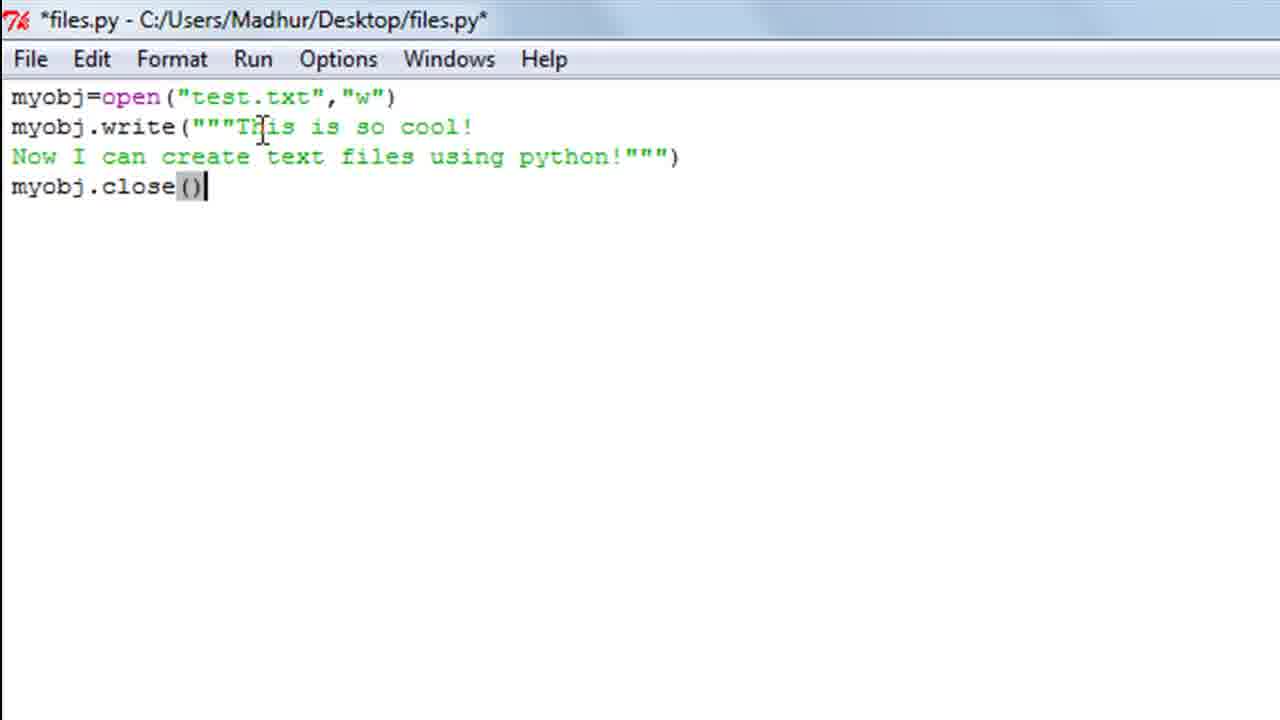 *files.py - C:/Users/Madhur/Desktop/files.py*
File Edit Format Run Options Windows Help
myobj=open("test.txt","w")
myobj.write("""This is so cool!
Now I can create text files using python!""")
myobj.close()